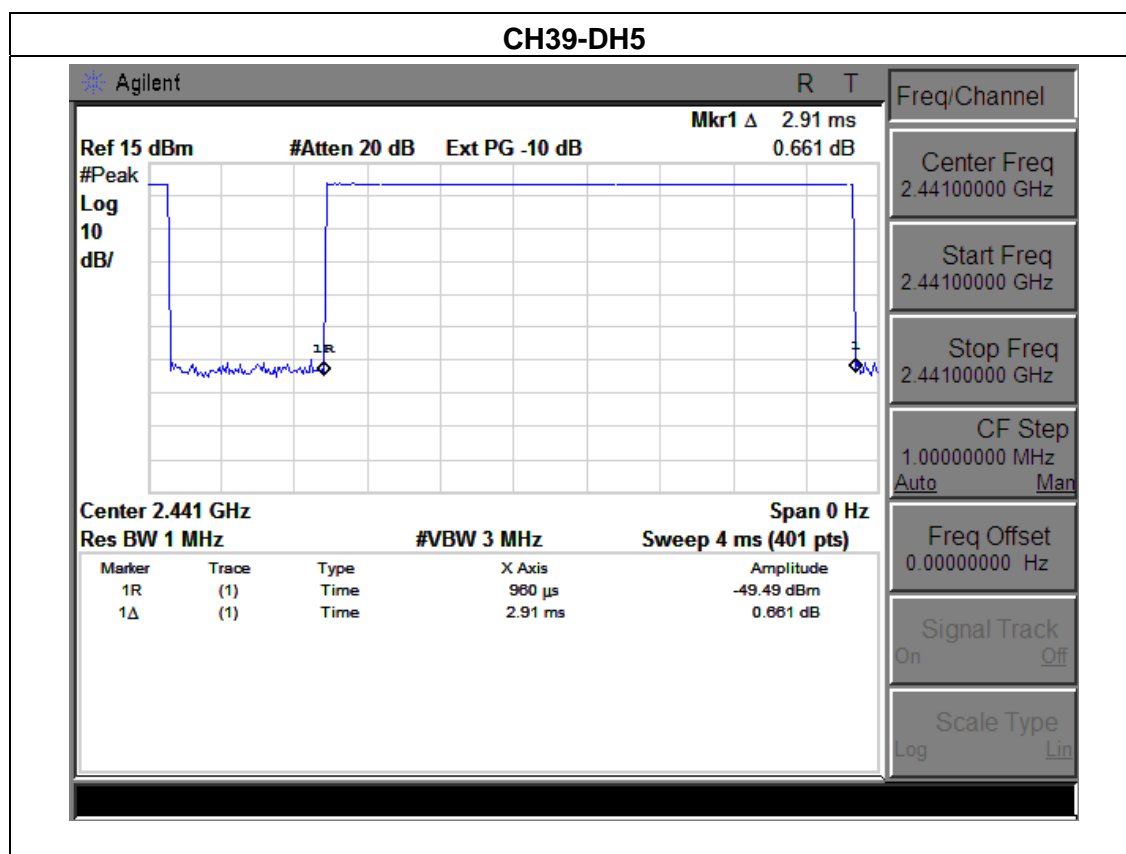 CH39-DH5
Agilent R T
Mkr1 Δ 2.91 ms
Ref 15 dBm #Atten 20 dB Ext PG -10 dB 0.661 dB
#Peak
Log
10
dB/
1R
1
Center 2.441 GHz Span 0 Hz
Res BW 1 MHz #VBW 3 MHz Sweep 4 ms (401 pts)
Marker Trace Type X Axis Amplitude
1R (1) Time 960 µs -49.49 dBm
1Δ (1) Time 2.91 ms 0.661 dB
Freq/Channel
Center Freq
2.44100000 GHz
Start Freq
2.44100000 GHz
Stop Freq
2.44100000 GHz
CF Step
1.00000000 MHz
Auto Man
Freq Offset
0.00000000 Hz
Signal Track
On Off
Scale Type
Log Lin